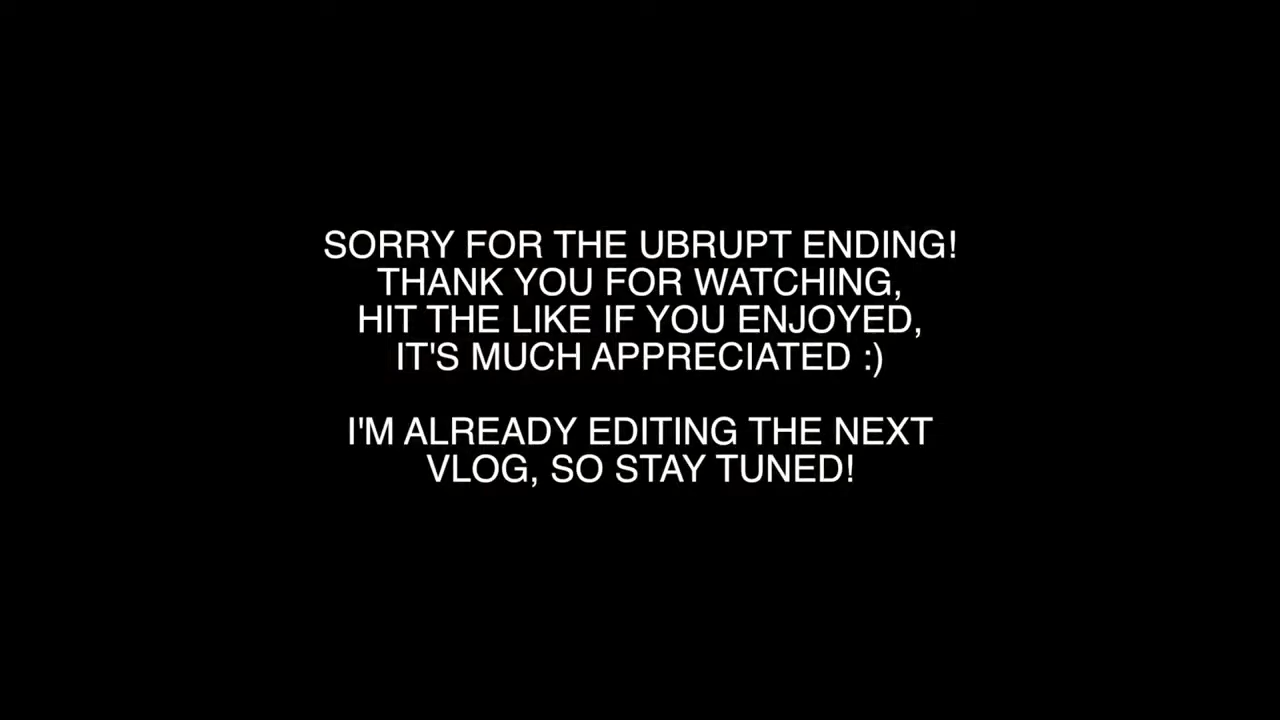 SORRY FOR THE UBRUPT ENDING!
THANK YOU FOR WATCHING,
HIT THE LIKE IF YOU ENJOYED,
IT'S MUCH APPRECIATED :)
I'M ALREADY EDITING THE NEXT
VLOG, SO STAY TUNED!